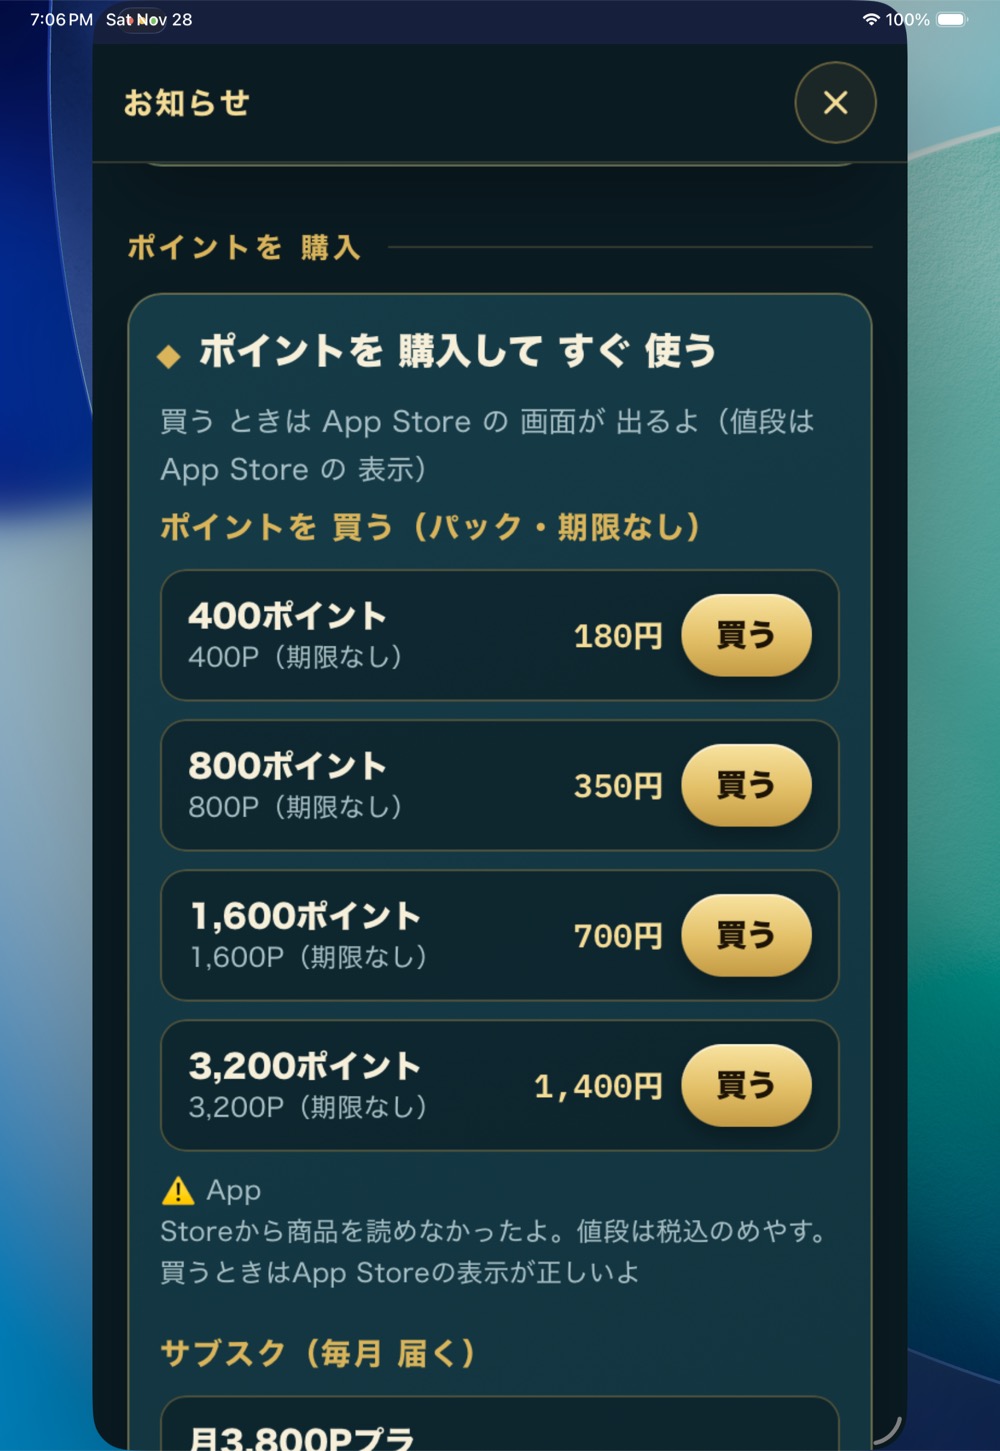 7:06 PM Sat Nov 28
100%
お知らせ
ポイントを 購入
ポイントを 購入して すぐ 使う
買う ときは App Store の 画面が 出るよ（値段は
App Store の 表示）
ポイントを 買う（パック・期限なし）
400ポイント
400P（期限なし）
180円
買う
800ポイント
800P（期限なし）
350円
買う
1,600ポイント
1,600P（期限なし）
700円
買う
3,200ポイント
3,200P（期限なし）
1,400円
買う
⚠️ App
Storeから商品を読めなかったよ。値段は税込のめやす。
買うときはApp Storeの表示が正しいよ
サブスク（毎月 届く）
月3,800Pプラ